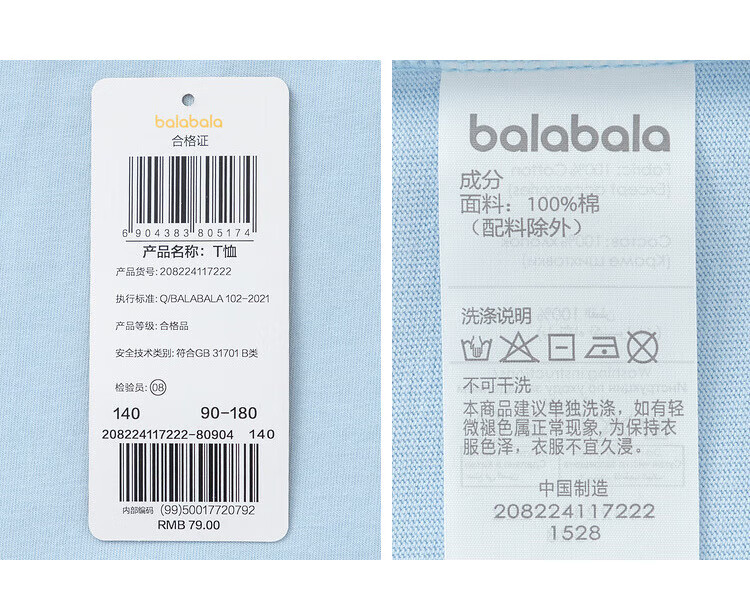 balabala
合格证
6 904383 805174
产品名称：T恤
产品货号：208224117222
执行标准：Q/BALABALA 102-2021
产品等级：合格品
安全技术类别：符合GB 31701 B类
检验员：08
140 90-180
208224117222-80904 140
内部编码 (99)50017720792
RMB 79.00
balabala
成分
面料：100%棉
（配料除外）
洗涤说明
不可干洗
本商品建议单独洗涤，如有轻
微褪色属正常现象,为保持衣
服色泽，衣服不宜久浸。
中国制造
208224117222
1528